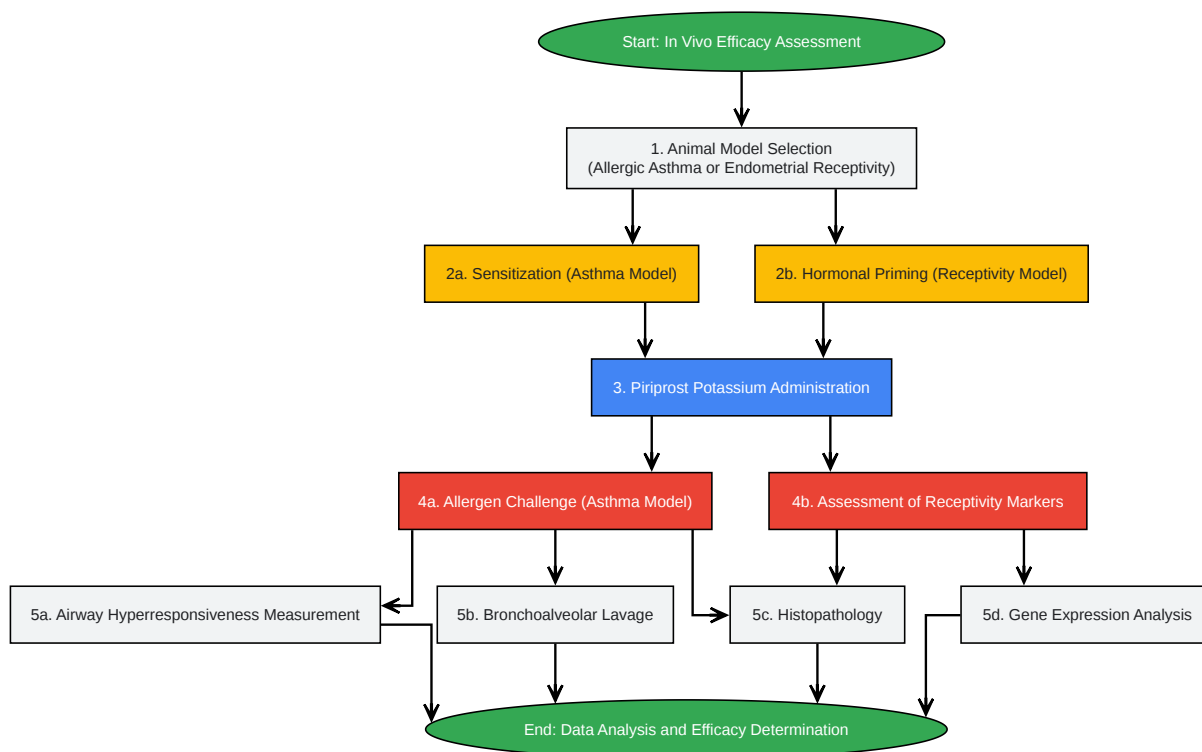 Start: In Vivo Efficacy Assessment
1. Animal Model Selection
(Allergic Asthma or Endometrial Receptivity)
2a. Sensitization (Asthma Model)
2b. Hormonal Priming (Receptivity Model)
3. Piriprost Potassium Administration
4a. Allergen Challenge (Asthma Model)
4b. Assessment of Receptivity Markers
5a. Airway Hyperresponsiveness Measurement
5b. Bronchoalveolar Lavage
5c. Histopathology
5d. Gene Expression Analysis
End: Data Analysis and Efficacy Determination